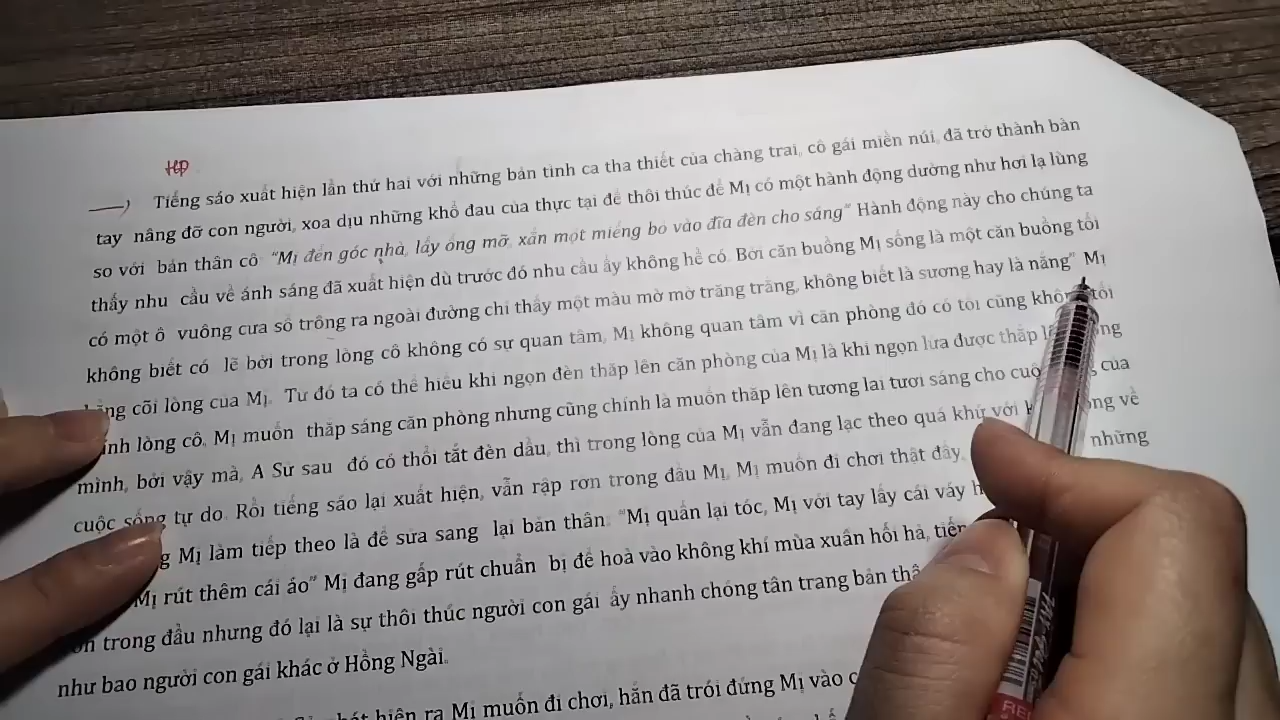 HP
Tiếng sáo xuất hiện lần thứ hai với những bản tình ca tha thiết của chàng trai, cô gái miền núi, đã trở thành bàn
tay nâng đỡ con người, xoa dịu những khổ đau của thực tại để thôi thúc để Mị có một hành động dường như hơi lạ lùng
so với bản thân cô "Mị đến góc nhà, lấy ống mỡ, xắn một miếng bỏ vào đĩa đèn cho sáng" Hành động này cho chúng ta
thấy nhu cầu về ánh sáng đã xuất hiện dù trước đó nhu cầu ấy không hề có. Bởi căn buồng Mị sống là một căn buồng tối
có một ô vuông cửa sổ trông ra ngoài đường chỉ thấy một màu mờ mờ trăng trắng, không biết là sương hay là nắng" Mị
không biết có lẽ bởi trong lòng cô không có sự quan tâm, Mị không quan tâm vì căn phòng đó có tối cũng không tối
cõi lòng của Mị. Từ đó ta có thể hiểu khi ngọn đèn thắp lên căn phòng của Mị là khi ngọn lửa được thắp
lòng cô. Mị muốn thắp sáng căn phòng nhưng cũng chính là muốn thắp lên tương lai tươi sáng cho của
mình, bởi vậy mà, A Sử sau đó có thổi tắt đèn dầu, thì trong lòng của Mị vẫn đang lạc theo quá khứ với về
cuộc sống tự do. Rồi tiếng sáo lại xuất hiện, vẫn rập rờn trong đầu Mị, Mị muốn đi chơi thật đấy. những
Mị làm tiếp theo là để sửa sang lại bản thân. "Mị quấn lại tóc, Mị với tay lấy cái váy
Mị rút thêm cái áo" Mị đang gấp rút chuẩn bị để hoà vào không khí mùa xuân hối hả,
trong đầu nhưng đó lại là sự thôi thúc người con gái ấy nhanh chóng tân trang bản
như bao người con gái khác ở Hồng Ngài.
hiện ra Mị muốn đi chơi, hắn đã trói đứng Mị vào